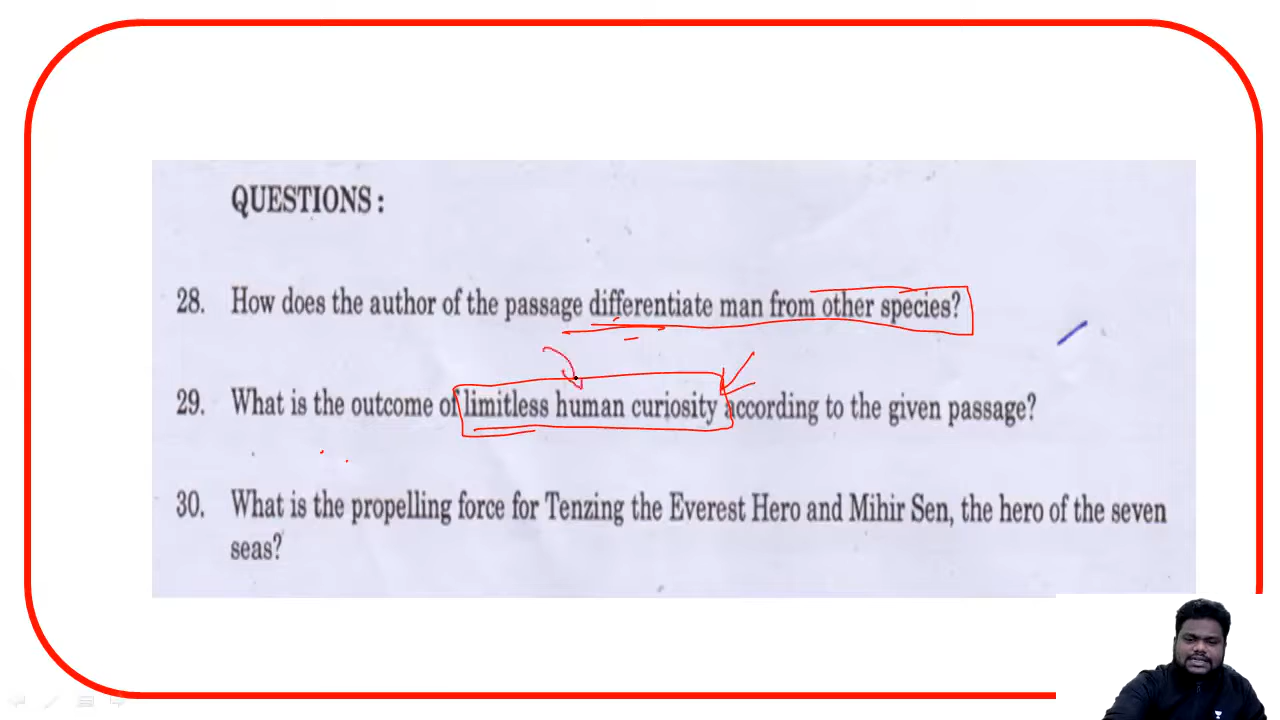 QUESTIONS :
28. How does the author of the passage differentiate man from other species?
29. What is the outcome of limitless human curiosity according to the given passage?
30. What is the propelling force for Tenzing the Everest Hero and Mihir Sen, the hero of the seven
seas?